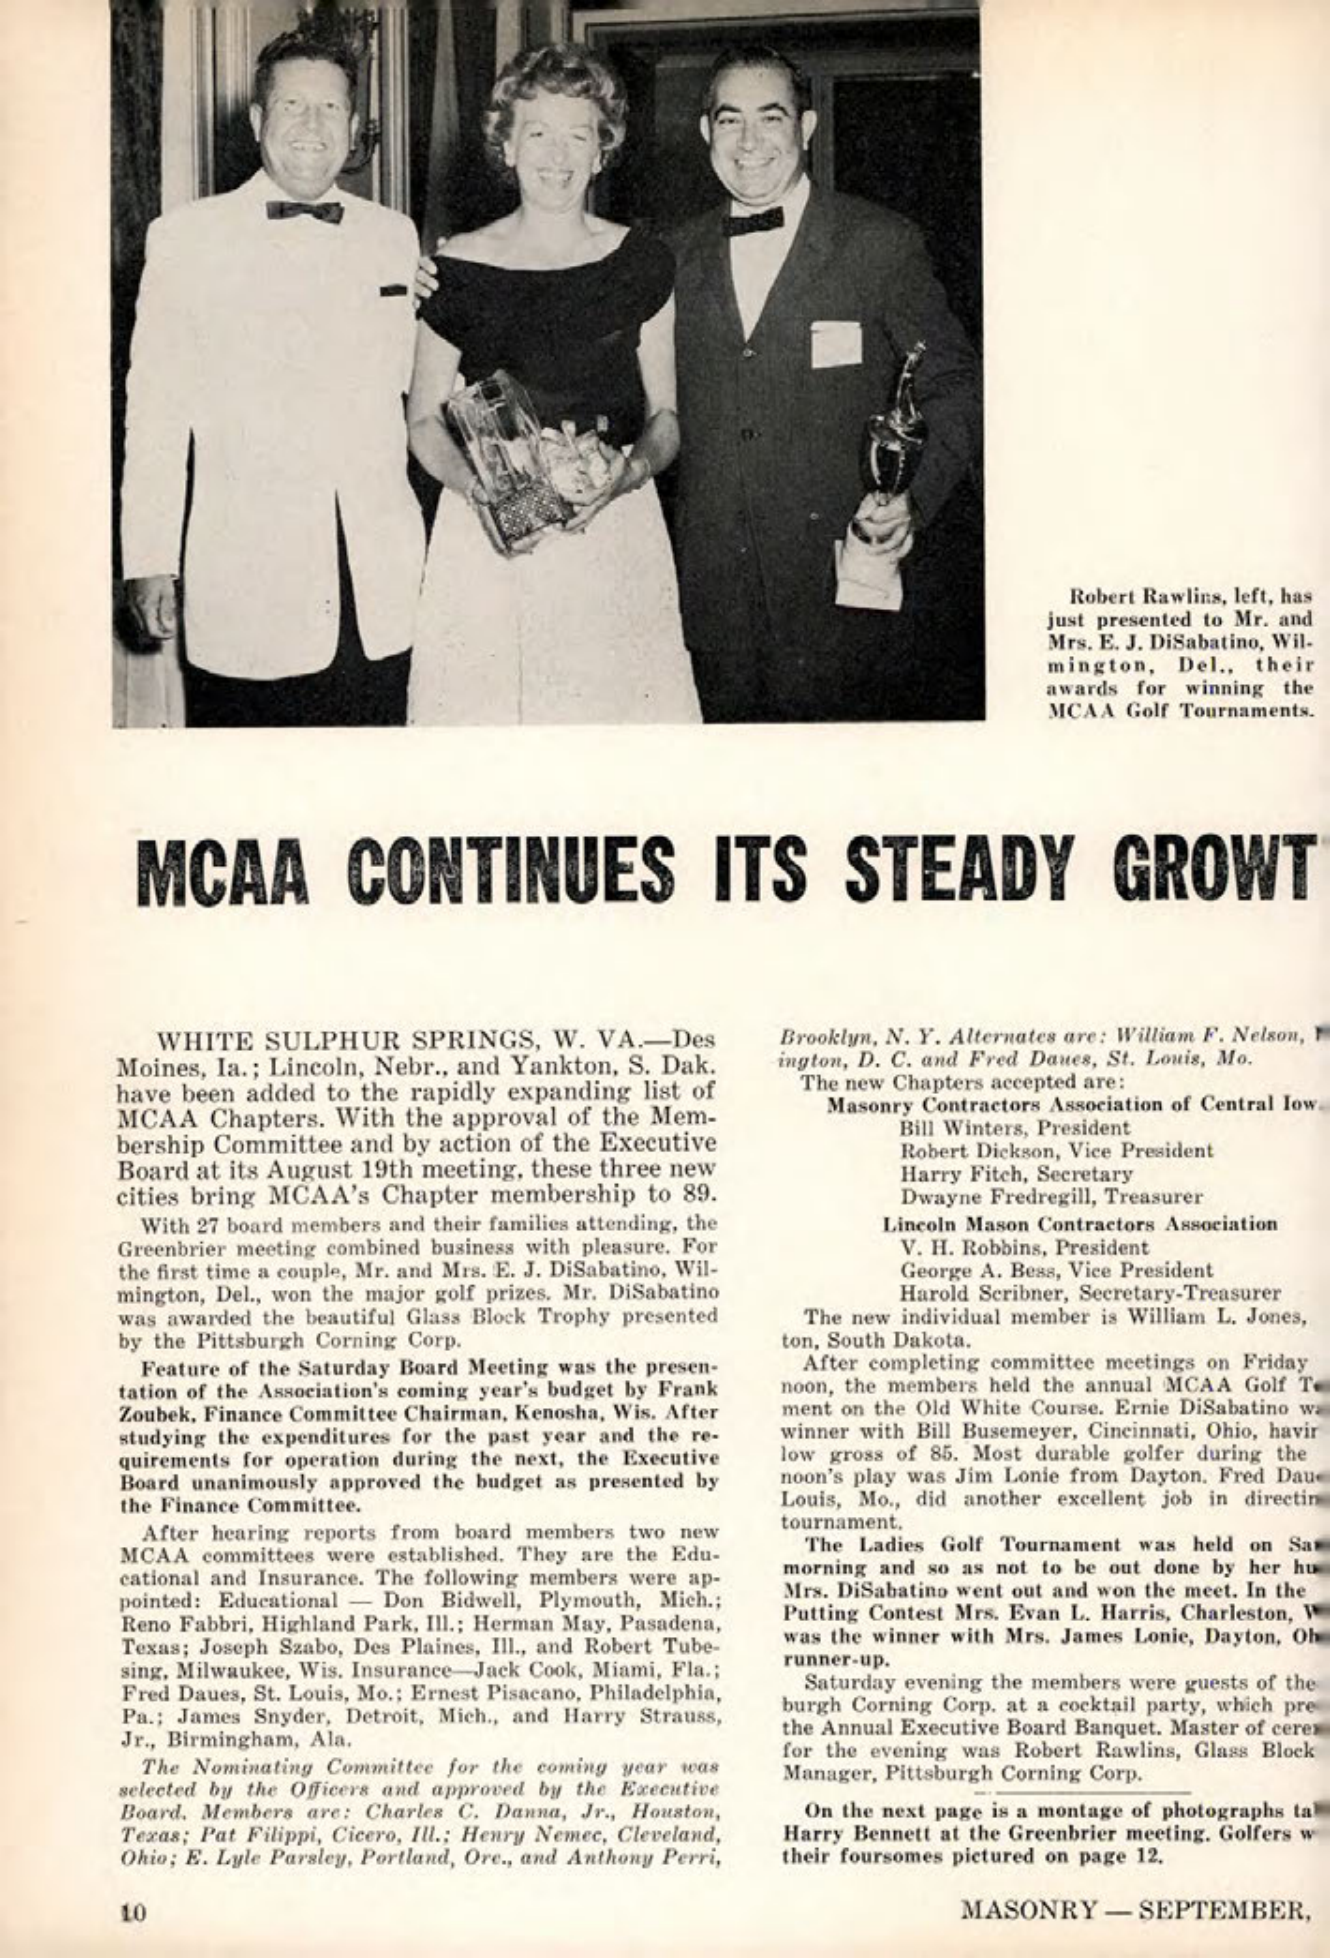 Robert Rawlins, left, has
just presented to Mr. and
Mrs. E. J. DiSabatino, Wil-
mington, Del., their
awards for winning the
MCAA Golf Tournaments.
MCAA CONTINUES ITS STEADY GROWT
WHITE SULPHUR SPRINGS, W. VA.—Des
Moines, Ia.; Lincoln, Nebr., and Yankton, S. Dak.
have been added to the rapidly expanding list of
MCAA Chapters. With the approval of the Mem-
bership Committee and by action of the Executive
Board at its August 19th meeting, these three new
cities bring MCAA's Chapter membership to 89.
With 27 board members and their families attending, the
Greenbrier meeting combined business with pleasure. For
the first time a couple, Mr. and Mrs. E. J. DiSabatino, Wil-
mington, Del., won the major golf prizes. Mr. DiSabatino
was awarded the beautiful Glass Block Trophy presented
by the Pittsburgh Corning Corp.
Feature of the Saturday Board Meeting was the presen-
tation of the Association's coming year's budget by Frank
Zoubek, Finance Committee Chairman, Kenosha, Wis. After
studying the expenditures for the past year and the re-
quirements for operation during the next, the Executive
Board unanimously approved the budget as presented by
the Finance Committee.
After hearing reports from board members two new
MCAA committees were established. They are the Edu-
cational and Insurance. The following members were ap-
pointed: Educational — Don Bidwell, Plymouth, Mich.;
Reno Fabbri, Highland Park, Ill.; Herman May, Pasadena,
Texas; Joseph Szabo, Des Plaines, Ill., and Robert Tube-
sing, Milwaukee, Wis. Insurance—Jack Cook, Miami, Fla.;
Fred Daues, St. Louis, Mo.; Ernest Pisacano, Philadelphia,
Pa.; James Snyder, Detroit, Mich., and Harry Strauss,
Jr., Birmingham, Ala.
The Nominating Committee for the coming year was
selected by the Officers and approved by the Executive
Board. Members are: Charles C. Danna, Jr., Houston,
Texas; Pat Filippi, Cicero, Ill.; Henry Nemec, Cleveland,
Ohio; E. Lyle Parsley, Portland, Ore., and Anthony Perri,
Brooklyn, N. Y. Alternates are: William F. Nelson,
ington, D. C. and Fred Daues, St. Louis, Mo.
The new Chapters accepted are:
Masonry Contractors Association of Central Iow
Bill Winters, President
Robert Dickson, Vice President
Harry Fitch, Secretary
Dwayne Fredregill, Treasurer
Lincoln Mason Contractors Association
V. H. Robbins, President
George A. Bess, Vice President
Harold Scribner, Secretary-Treasurer
The new individual member is William L. Jones,
ton, South Dakota.
After completing committee meetings on Friday
noon, the members held the annual MCAA Golf T
ment on the Old White Course. Ernie DiSabatino w
winner with Bill Busemeyer, Cincinnati, Ohio, havin
low gross of 85. Most durable golfer during the
noon's play was Jim Lonie from Dayton. Fred Dau
Louis, Mo., did another excellent job in directin
tournament.
The Ladies Golf Tournament was held on Sa
morning and so as not to be out done by her hu
Mrs. DiSabatino went out and won the meet. In the
Putting Contest Mrs. Evan L. Harris, Charleston, W
was the winner with Mrs. James Lonie, Dayton, Oh
runner-up.
Saturday evening the members were guests of the
burgh Corning Corp. at a cocktail party, which pre
the Annual Executive Board Banquet. Master of cere
for the evening was Robert Rawlins, Glass Block
Manager, Pittsburgh Corning Corp.
On the next page is a montage of photographs ta
Harry Bennett at the Greenbrier meeting. Golfers w
their foursomes pictured on page 12.
10
MASONRY — SEPTEMBER,